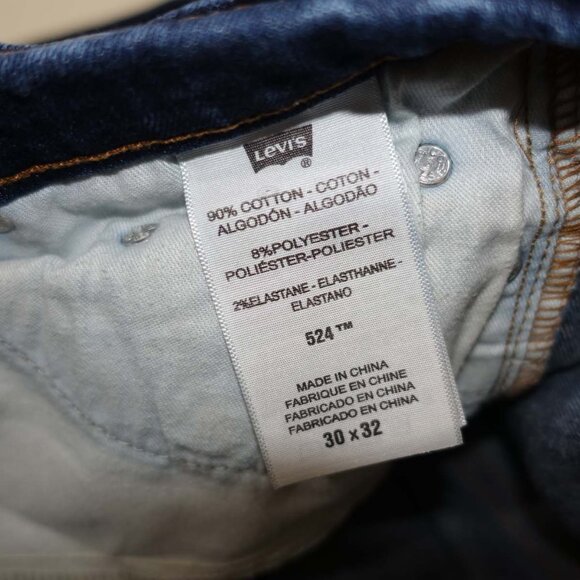 Levi's
®
90% COTTON - COTON -
ALGODÓN - ALGODÃO
8%POLYESTER -
POLIÉSTER-POLIESTER
2%ELASTANE - ELASTHANNE -
ELASTANO
524™
MADE IN CHINA
FABRIQUE EN CHINE
FABRICADO EN CHINA
FABRICADO EN CHINA
30 x 32